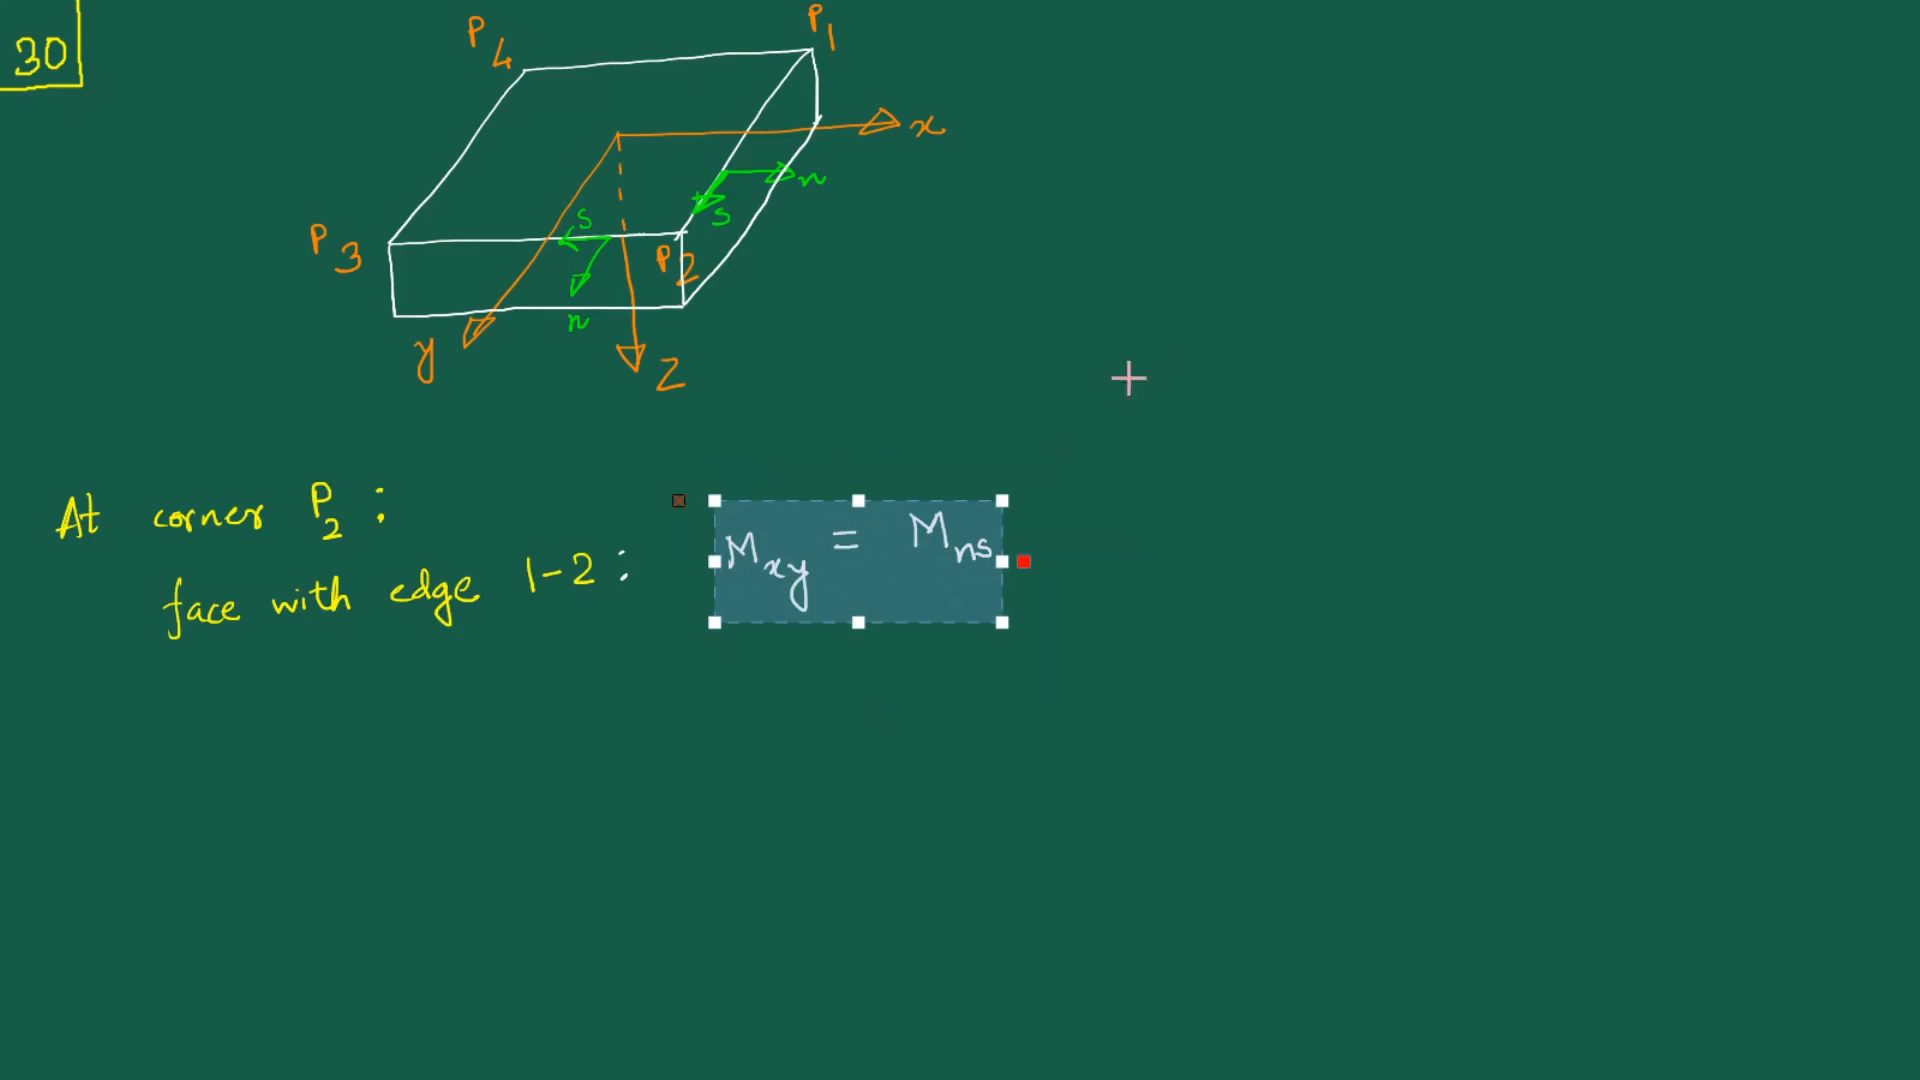 30
P4
P1
x
n
s
P3
s
P2
n
y
z
At corner P2 :
face with edge 1-2 : Mxy = Mns